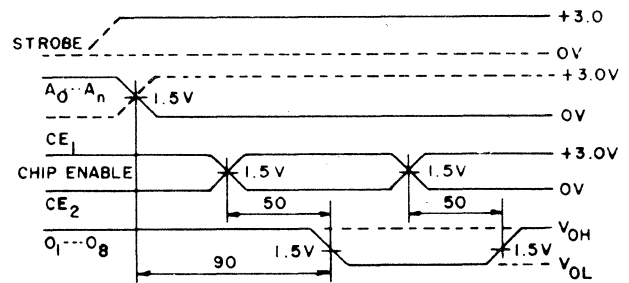 +3.0
STROBE
0V
+3.0V
A0...An
1.5V
0V
CE1
+3.0V
CHIP ENABLE
1.5V
1.5V
0V
CE2
50
50
O1---O8
VOH
1.5V
1.5V
90
VOL